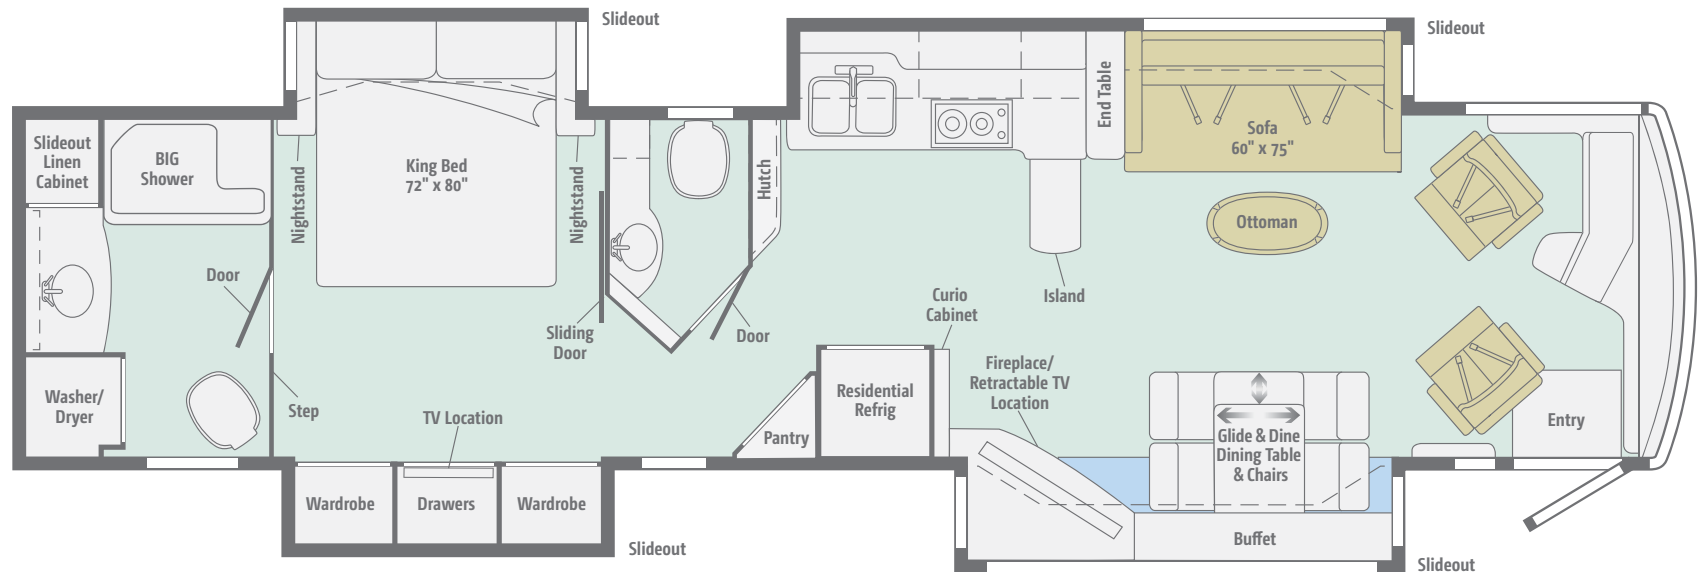 Slideout
Slideout
Slideout
Linen
Cabinet
BIG
Shower
Nightstand
King Bed
72" x 80"
Nightstand
Hutch
End Table
Sofa
60" x 75"
Ottoman
Door
Sliding
Door
Door
Island
Curio
Cabinet
Fireplace/
Retractable TV
Location
Washer/
Dryer
Step
TV Location
Pantry
Residential
Refrig
Glide & Dine
Dining Table
& Chairs
Entry
Wardrobe
Drawers
Wardrobe
Buffet
Slideout
Slideout